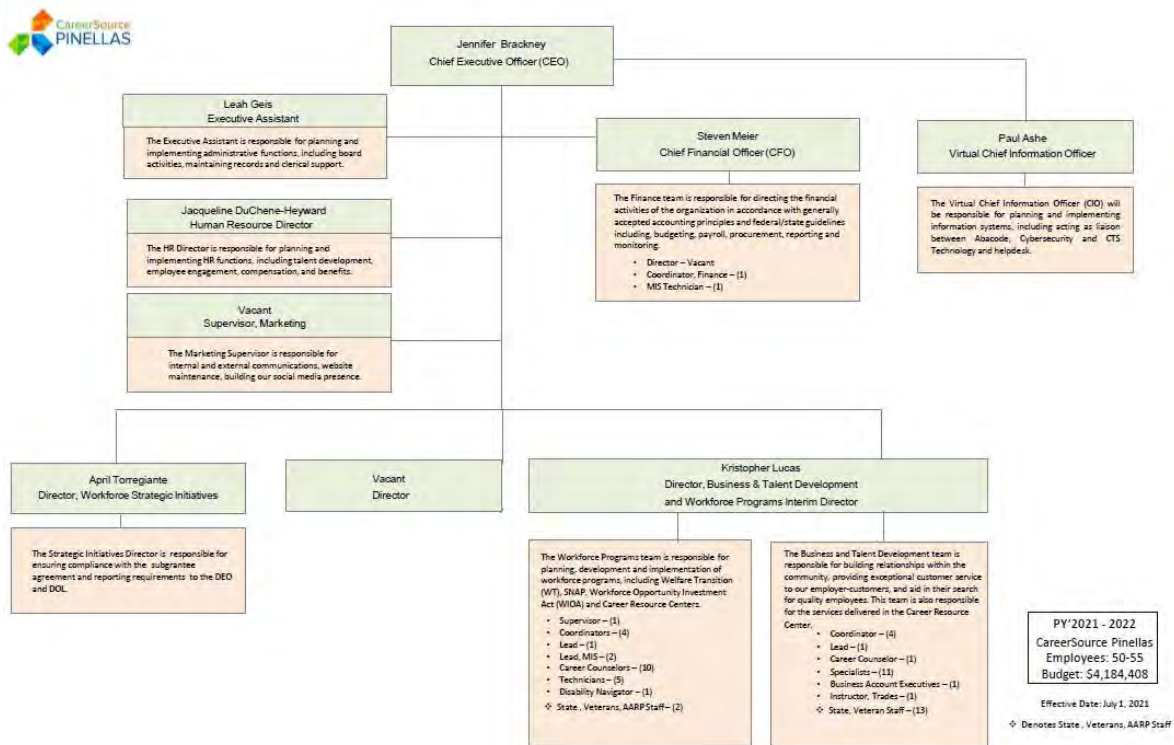 CareerSource
PINELLAS
Jennifer Brackney
Chief Executive Officer (CEO)
Leah Geis
Executive Assistant
The Executive Assistant is responsible for planning and
implementing administrative functions, including board
activities, maintaining records and clerical support.
Steven Meier
Chief Financial Officer (CFO)
The Finance team is responsible for directing the financial
activities of the organization in accordance with generally
accepted accounting principles and federal/state guidelines
including, budgeting, payroll, procurement, reporting and
monitoring.
• Director – Vacant
• Coordinator, Finance – (1)
• MIS Technician – (1)
Paul Ashe
Virtual Chief Information Officer
The Virtual Chief Information Officer (CIO) will
be responsible for planning and implementing
information systems, including acting as liaison
between Abacode, Cybersecurity and CTS
Technology and helpdesk.
Jacqueline DuChene-Heyward
Human Resource Director
The HR Director is responsible for planning and
implementing HR functions, including talent development,
employee engagement, compensation, and benefits.
Vacant
Supervisor, Marketing
The Marketing Supervisor is responsible for
internal and external communications, website
maintenance, building our social media presence.
April Torregiante
Director, Workforce Strategic Initiatives
The Strategic Initiatives Director is responsible for
ensuring compliance with the subgrantee
agreement and reporting requirements to the DEO
and DOL.
Vacant
Director
Kristopher Lucas
Director, Business & Talent Development
and Workforce Programs Interim Director
The Workforce Programs team is responsible for
planning, development and implementation of
workforce programs, including Welfare Transition
(WT), SNAP, Workforce Opportunity Investment
Act (WIOA) and Career Resource Centers.
• Supervisor – (1)
• Coordinators – (4)
• Lead – (1)
• Lead, MIS – (2)
• Career Counselors – (10)
• Technicians – (5)
• Disability Navigator – (1)
❖ State , Veterans, AARP Staff – (2)
The Business and Talent Development team is
responsible for building relationships within the
community, providing exceptional customer service
to our employer-customers, and aid in their search
for quality employees. This team is also responsible
for the services delivered in the Career Resource
Center.
• Coordinator – (4)
• Lead – (1)
• Career Counselor – (1)
• Specialists – (11)
• Business Account Executives – (1)
• Instructor, Trades – (1)
❖ State, Veteran Staff – (13)
PY'2021 - 2022
CareerSource Pinellas
Employees: 50-55
Budget: $4,184,408
Effective Date: July 1, 2021
❖ Denotes State , Veterans, AARP Staff